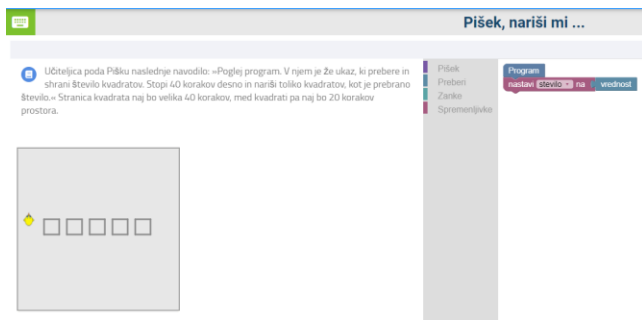 Pišek, nariši mi ...
Učiteljica poda Pišku naslednje navodilo: »Poglej program. V njem je že ukaz, ki prebere in
shrani število kvadratov. Stopi 40 korakov desno in nariši toliko kvadratov, kot je prebrano
število.« Stranica kvadrata naj bo velika 40 korakov, med kvadrati pa naj bo 20 korakov
prostora.
Pišek
Preberi
Zanke
Spremenljivke
Program
nastavi stevilo na vrednost